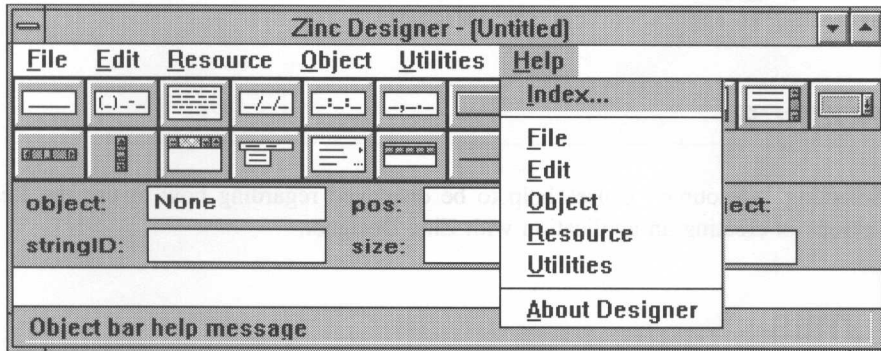 Zinc Designer - (Untitled)
File Edit Resource Object Utilities Help
Index...
File
Edit
Object
Resource
Utilities
About Designer
object: None pos: ject:
stringID: size:
Object bar help message